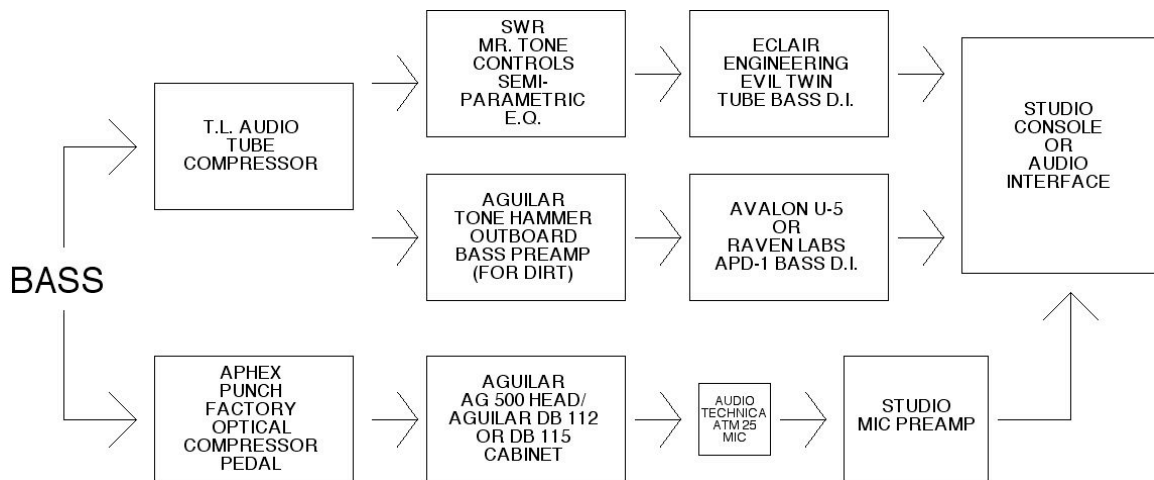 BASS
T.L. AUDIO
TUBE
COMPRESSOR
SWR
MR. TONE
CONTROLS
SEMI-
PARAMETRIC
E.Q.
ECLAIR
ENGINEERING
EVIL TWIN
TUBE BASS D.I.
STUDIO
CONSOLE
OR
AUDIO
INTERFACE
AGUILAR
TONE HAMMER
OUTBOARD
BASS PREAMP
(FOR DIRT)
AVALON U-5
OR
RAVEN LABS
APD-1 BASS D.I.
APHEX
PUNCH
FACTORY
OPTICAL
COMPRESSOR
PEDAL
AGUILAR
AG 500 HEAD/
AGUILAR DB 112
OR DB 115
CABINET
AUDIO
TECHNICA
ATM 25
MIC
STUDIO
MIC PREAMP